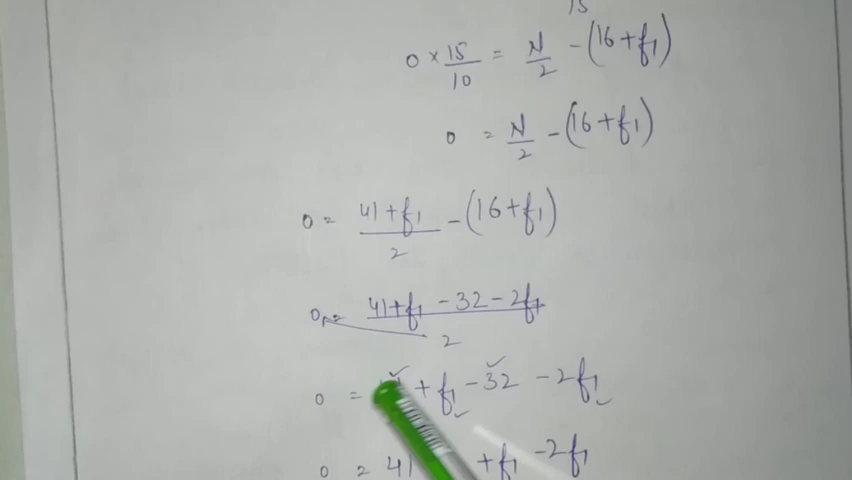 15
0 × 15/10 = N/2 - (16 + f₁)
0 = N/2 - (16 + f₁)
0 = 41 + f₁/2 - (16 + f₁)
0 = 41 + f₁ - 32 - 2f₁/2
0 = + f₁ - 32 - 2f₁
0 = 41 + f₁ - 2f₁